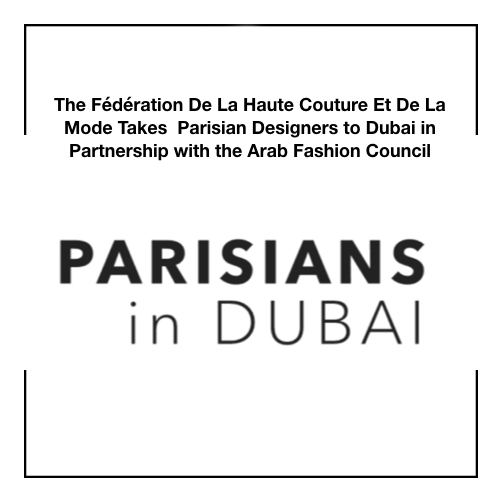 The Fédération De La Haute Couture Et De La
Mode Takes  Parisian Designers to Dubai in
Partnership with the Arab Fashion Council
PARISIANS
in DUBAI